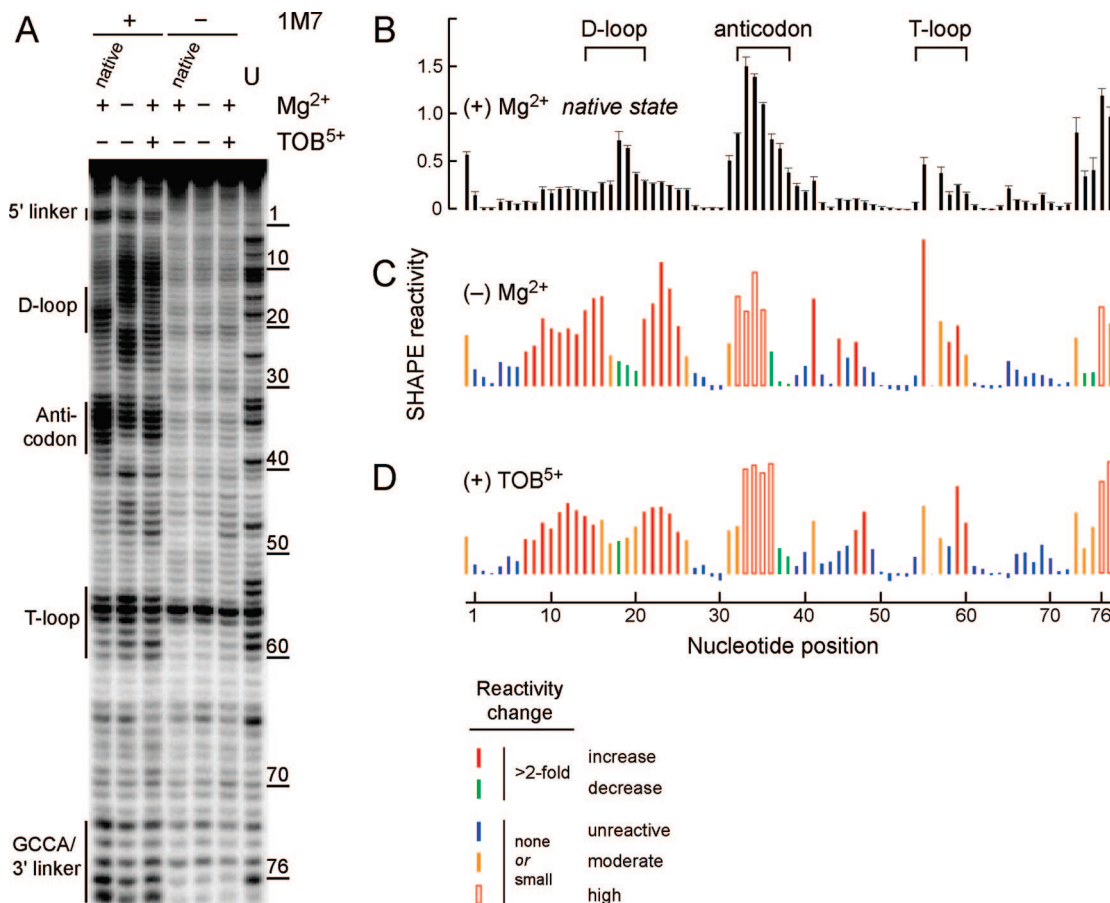 A
+ − 1M7
native native U
+ − + + − + Mg2+
− − + − − + TOB5+
5' linker
D-loop
Anti-
codon
T-loop
GCCA/
3' linker
1
10
20
30
40
50
60
70
76
B
D-loop anticodon T-loop
1.5
1.0
0.5
0
(+) Mg2+ native state
C
(−) Mg2+
SHAPE reactivity
D
(+) TOB5+
1 10 20 30 40 50 60 70 76
Nucleotide position
Reactivity
change
>2-fold
increase
decrease
none
or
small
unreactive
moderate
high